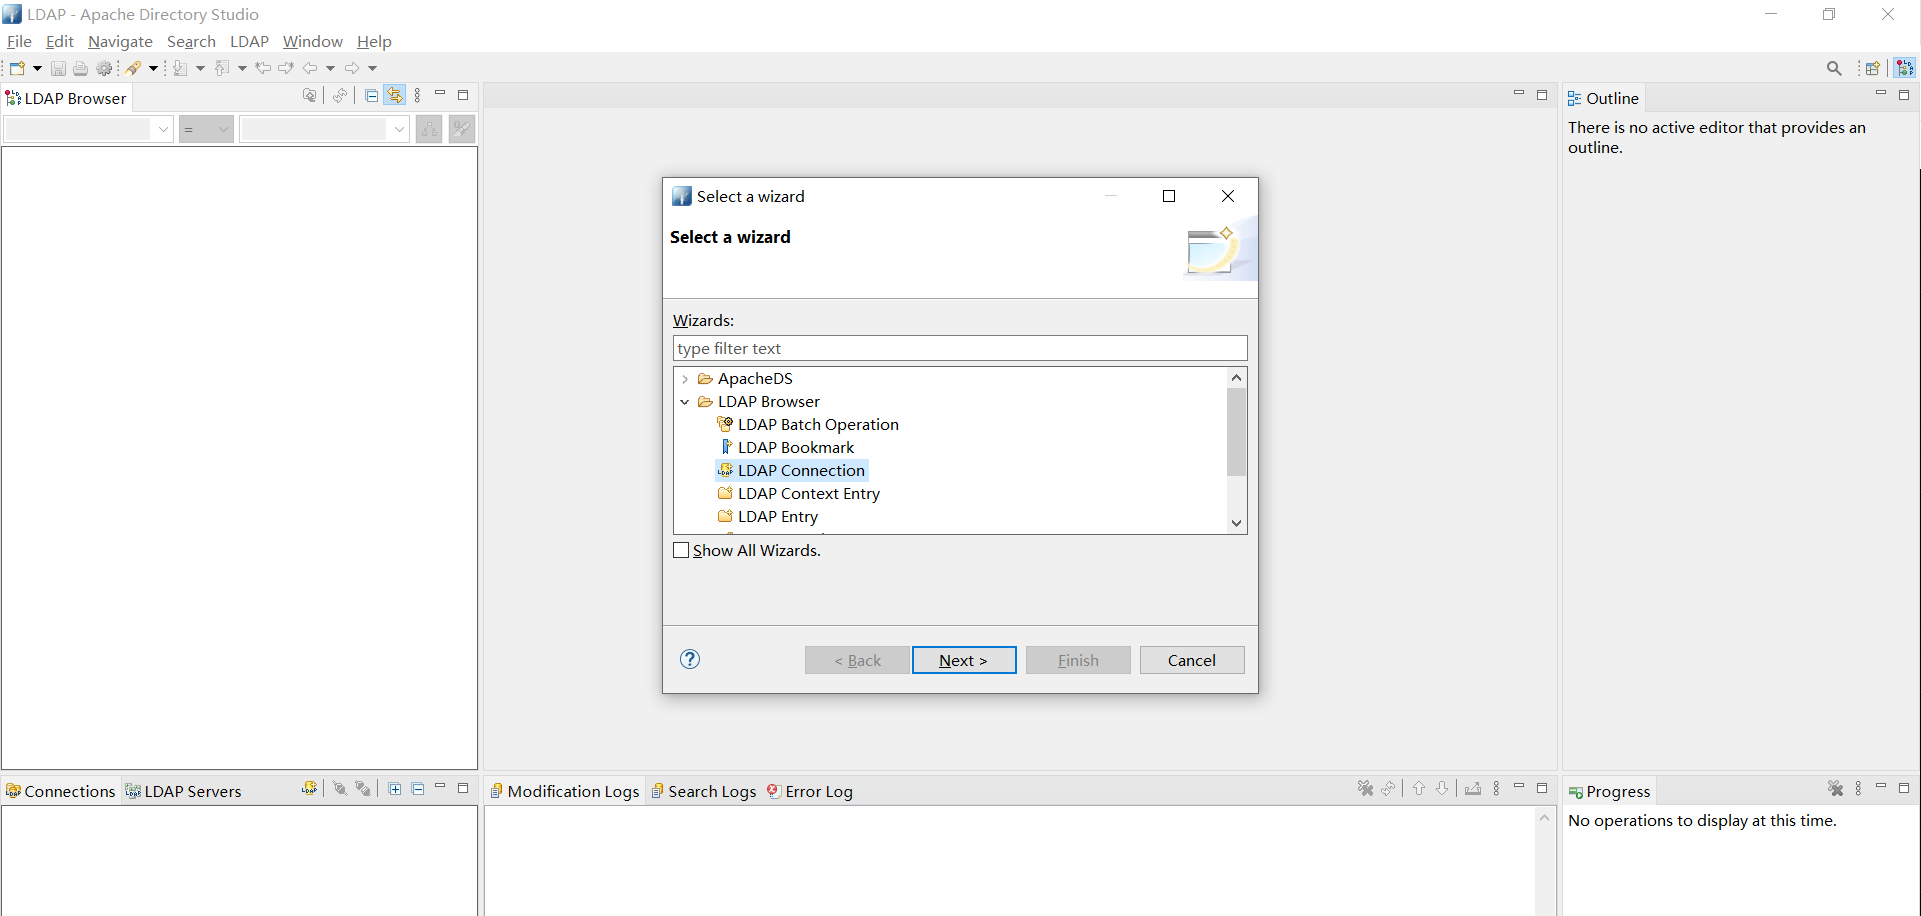 LDAP - Apache Directory Studio
File Edit Navigate Search LDAP Window Help
LDAP Browser
=
Outline
There is no active editor that provides an
outline.
Select a wizard
Select a wizard
Wizards:
type filter text
ApacheDS
LDAP Browser
LDAP Batch Operation
LDAP Bookmark
LDAP Connection
LDAP Context Entry
LDAP Entry
Show All Wizards.
< Back
Next >
Finish
Cancel
Connections
LDAP Servers
Modification Logs
Search Logs
Error Log
Progress
No operations to display at this time.